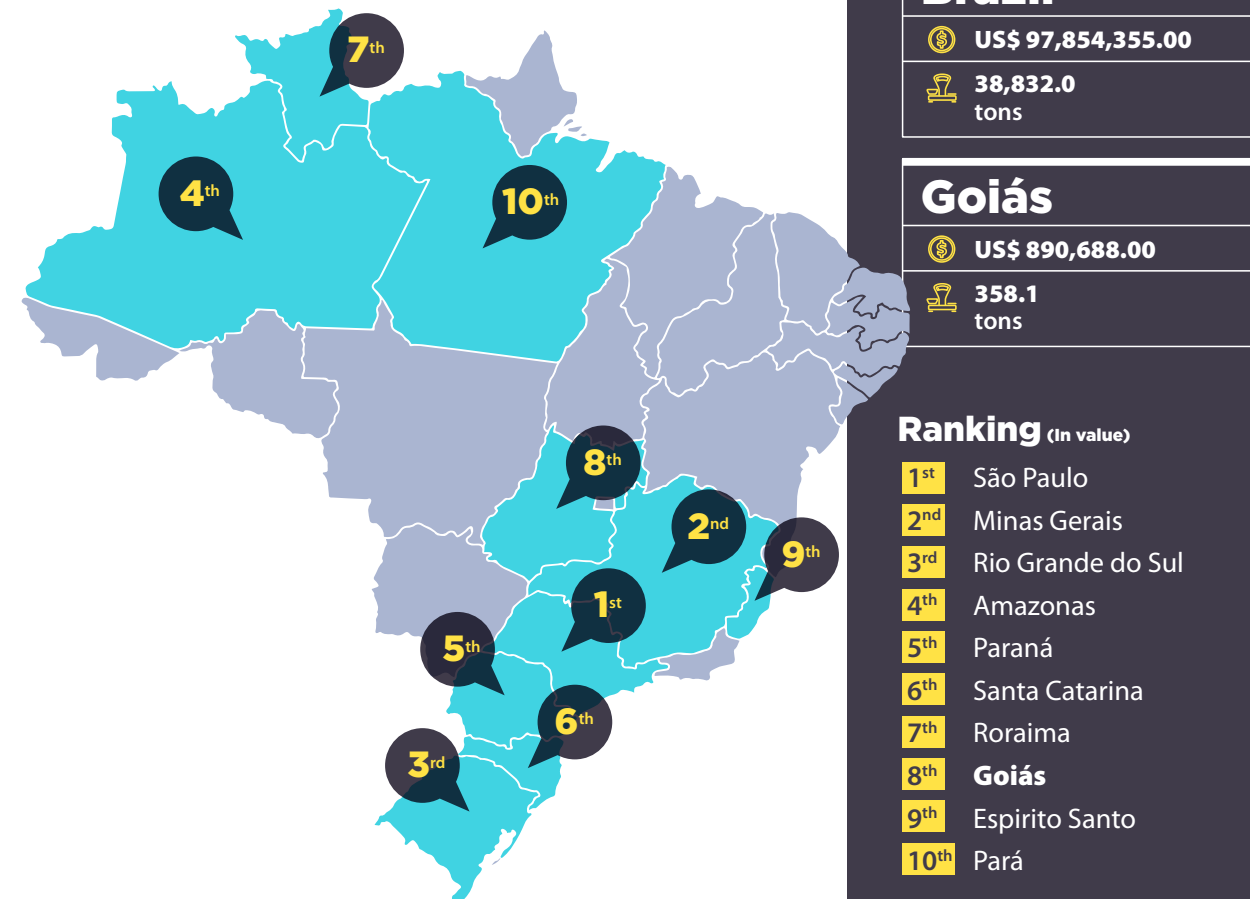 7th
4th
10th
8th
2nd
9th
1st
5th
6th
3rd
Brazil
US$ 97,854,355.00
38,832.0
tons
Goiás
US$ 890,688.00
358.1
tons
Ranking (In value)
1st São Paulo
2nd Minas Gerais
3rd Rio Grande do Sul
4th Amazonas
5th Paraná
6th Santa Catarina
7th Roraima
8th Goiás
9th Espirito Santo
10th Pará